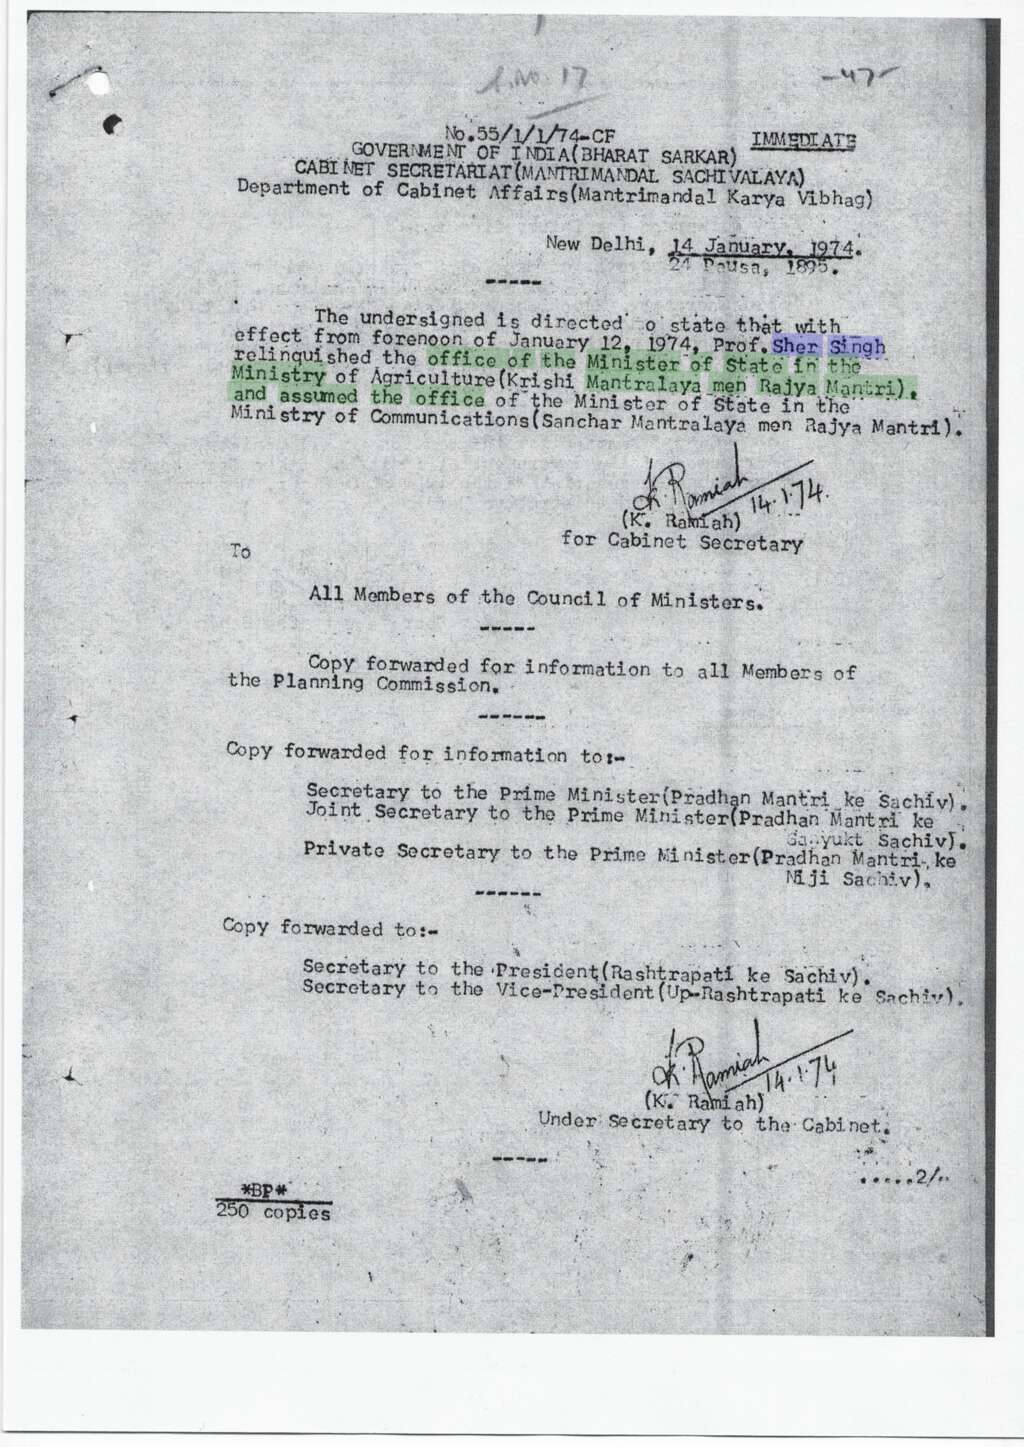 S.No. 17
-47-
No.55/1/1/74-CF
IMMEDIATE
GOVERNMENT OF INDIA(BHARAT SARKAR)
CABINET SECRETARIAT(MANTRIMANDAL SACHIVALAYA)
Department of Cabinet Affairs(Mantrimandal Karya Vibhag)
New Delhi, 14 January, 1974.
24 Pausa, 1895.
-----
The undersigned is directed to state that with
effect from forenoon of January 12, 1974, Prof. Sher Singh
relinquished the office of the Minister of State in the
Ministry of Agriculture(Krishi Mantralaya men Rajya Mantri),
and assumed the office of the Minister of State in the
Ministry of Communications(Sanchar Mantralaya men Rajya Mantri).
K. Ramiah
14.1.74.
(K. Ramiah)
for Cabinet Secretary
To
All Members of the Council of Ministers.
-----
Copy forwarded for information to all Members of
the Planning Commission.
------
Copy forwarded for information to:-
Secretary to the Prime Minister(Pradhan Mantri ke Sachiv).
Joint Secretary to the Prime Minister(Pradhan Mantri ke
Sanyukt Sachiv).
Private Secretary to the Prime Minister(Pradhan Mantri ke
Niji Sachiv).
------
Copy forwarded to:-
Secretary to the President(Rashtrapati ke Sachiv).
Secretary to the Vice-President(Up-Rashtrapati ke Sachiv).
K. Ramiah
14.1.74
(K. Ramiah)
Under Secretary to the Cabinet.
-----
.....2/-
*BP*
250 copies